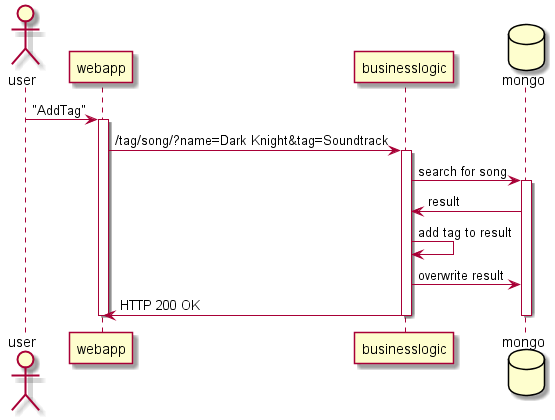 user
webapp
businesslogic
mongo
"AddTag"
/tag/song/?name=Dark Knight&tag=Soundtrack
search for song
result
add tag to result
overwrite result
HTTP 200 OK
user
webapp
businesslogic
mongo